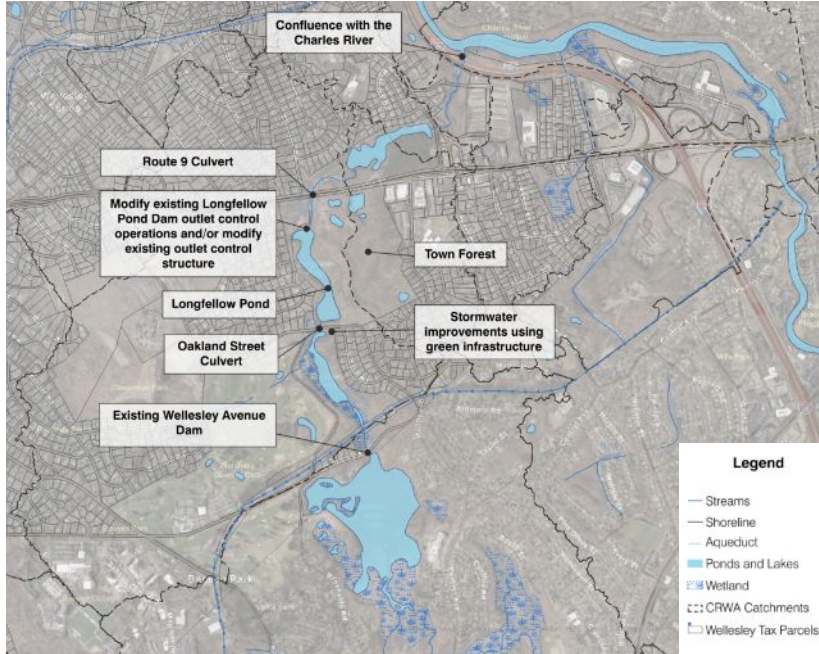 Confluence with the
Charles River
Charles River
Route 9 Culvert
Modify existing Longfellow
Pond Dam outlet control
operations and/or modify
existing outlet control
structure
Town Forest
Longfellow Pond
Stormwater
improvements using
green infrastructure
Oakland Street
Culvert
Existing Wellesley Avenue
Dam
Legend
Streams
Shoreline
Aqueduct
Ponds and Lakes
Wetland
CRWA Catchments
Wellesley Tax Parcels